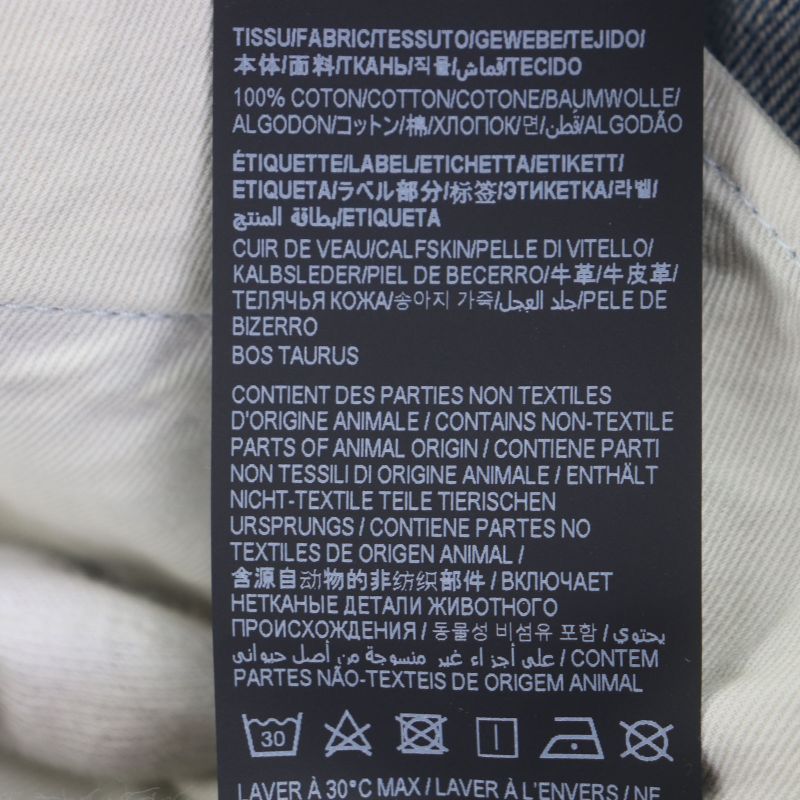 TISSU/FABRIC/TESSUTO/GEWEBE/TEJIDO/
本体/面料/ТКАНЬ/직물/قماش/TECIDO
100% COTON/COTTON/COTONE/BAUMWOLLE/
ALGODON/コットン/棉/ХЛОПОК/면/قطن/ALGODÃO
ÉTIQUETTE/LABEL/ETICHETTA/ETIKETT/
ETIQUETA/ラベル部分/标签/ЭТИКЕТКА/라벨/
بطاقة المنتج/ETIQUETA
CUIR DE VEAU/CALFSKIN/PELLE DI VITELLO/
KALBSLEDER/PIEL DE BECERRO/牛革/牛皮革/
ТЕЛЯЧЬЯ КОЖА/송아지 가죽/جلد العجل/PELE DE
BIZERRO
BOS TAURUS
CONTIENT DES PARTIES NON TEXTILES
D'ORIGINE ANIMALE / CONTAINS NON-TEXTILE
PARTS OF ANIMAL ORIGIN / CONTIENE PARTI
NON TESSILI DI ORIGINE ANIMALE / ENTHÄLT
NICHT-TEXTILE TEILE TIERISCHEN
URSPRUNGS / CONTIENE PARTES NO
TEXTILES DE ORIGEN ANIMAL /
含源自动物的非纺织部件 / ВКЛЮЧАЕТ
НЕТКАНЫЕ ДЕТАЛИ ЖИВОТНОГО
ПРОИСХОЖДЕНИЯ / 동물성 비섬유 포함 / يحتوي
على أجزاء غير منسوجة من أصل حيواني / CONTEM
PARTES NÃO-TEXTEIS DE ORIGEM ANIMAL
30
LAVER À 30°C MAX / LAVER À L'ENVERS / NE